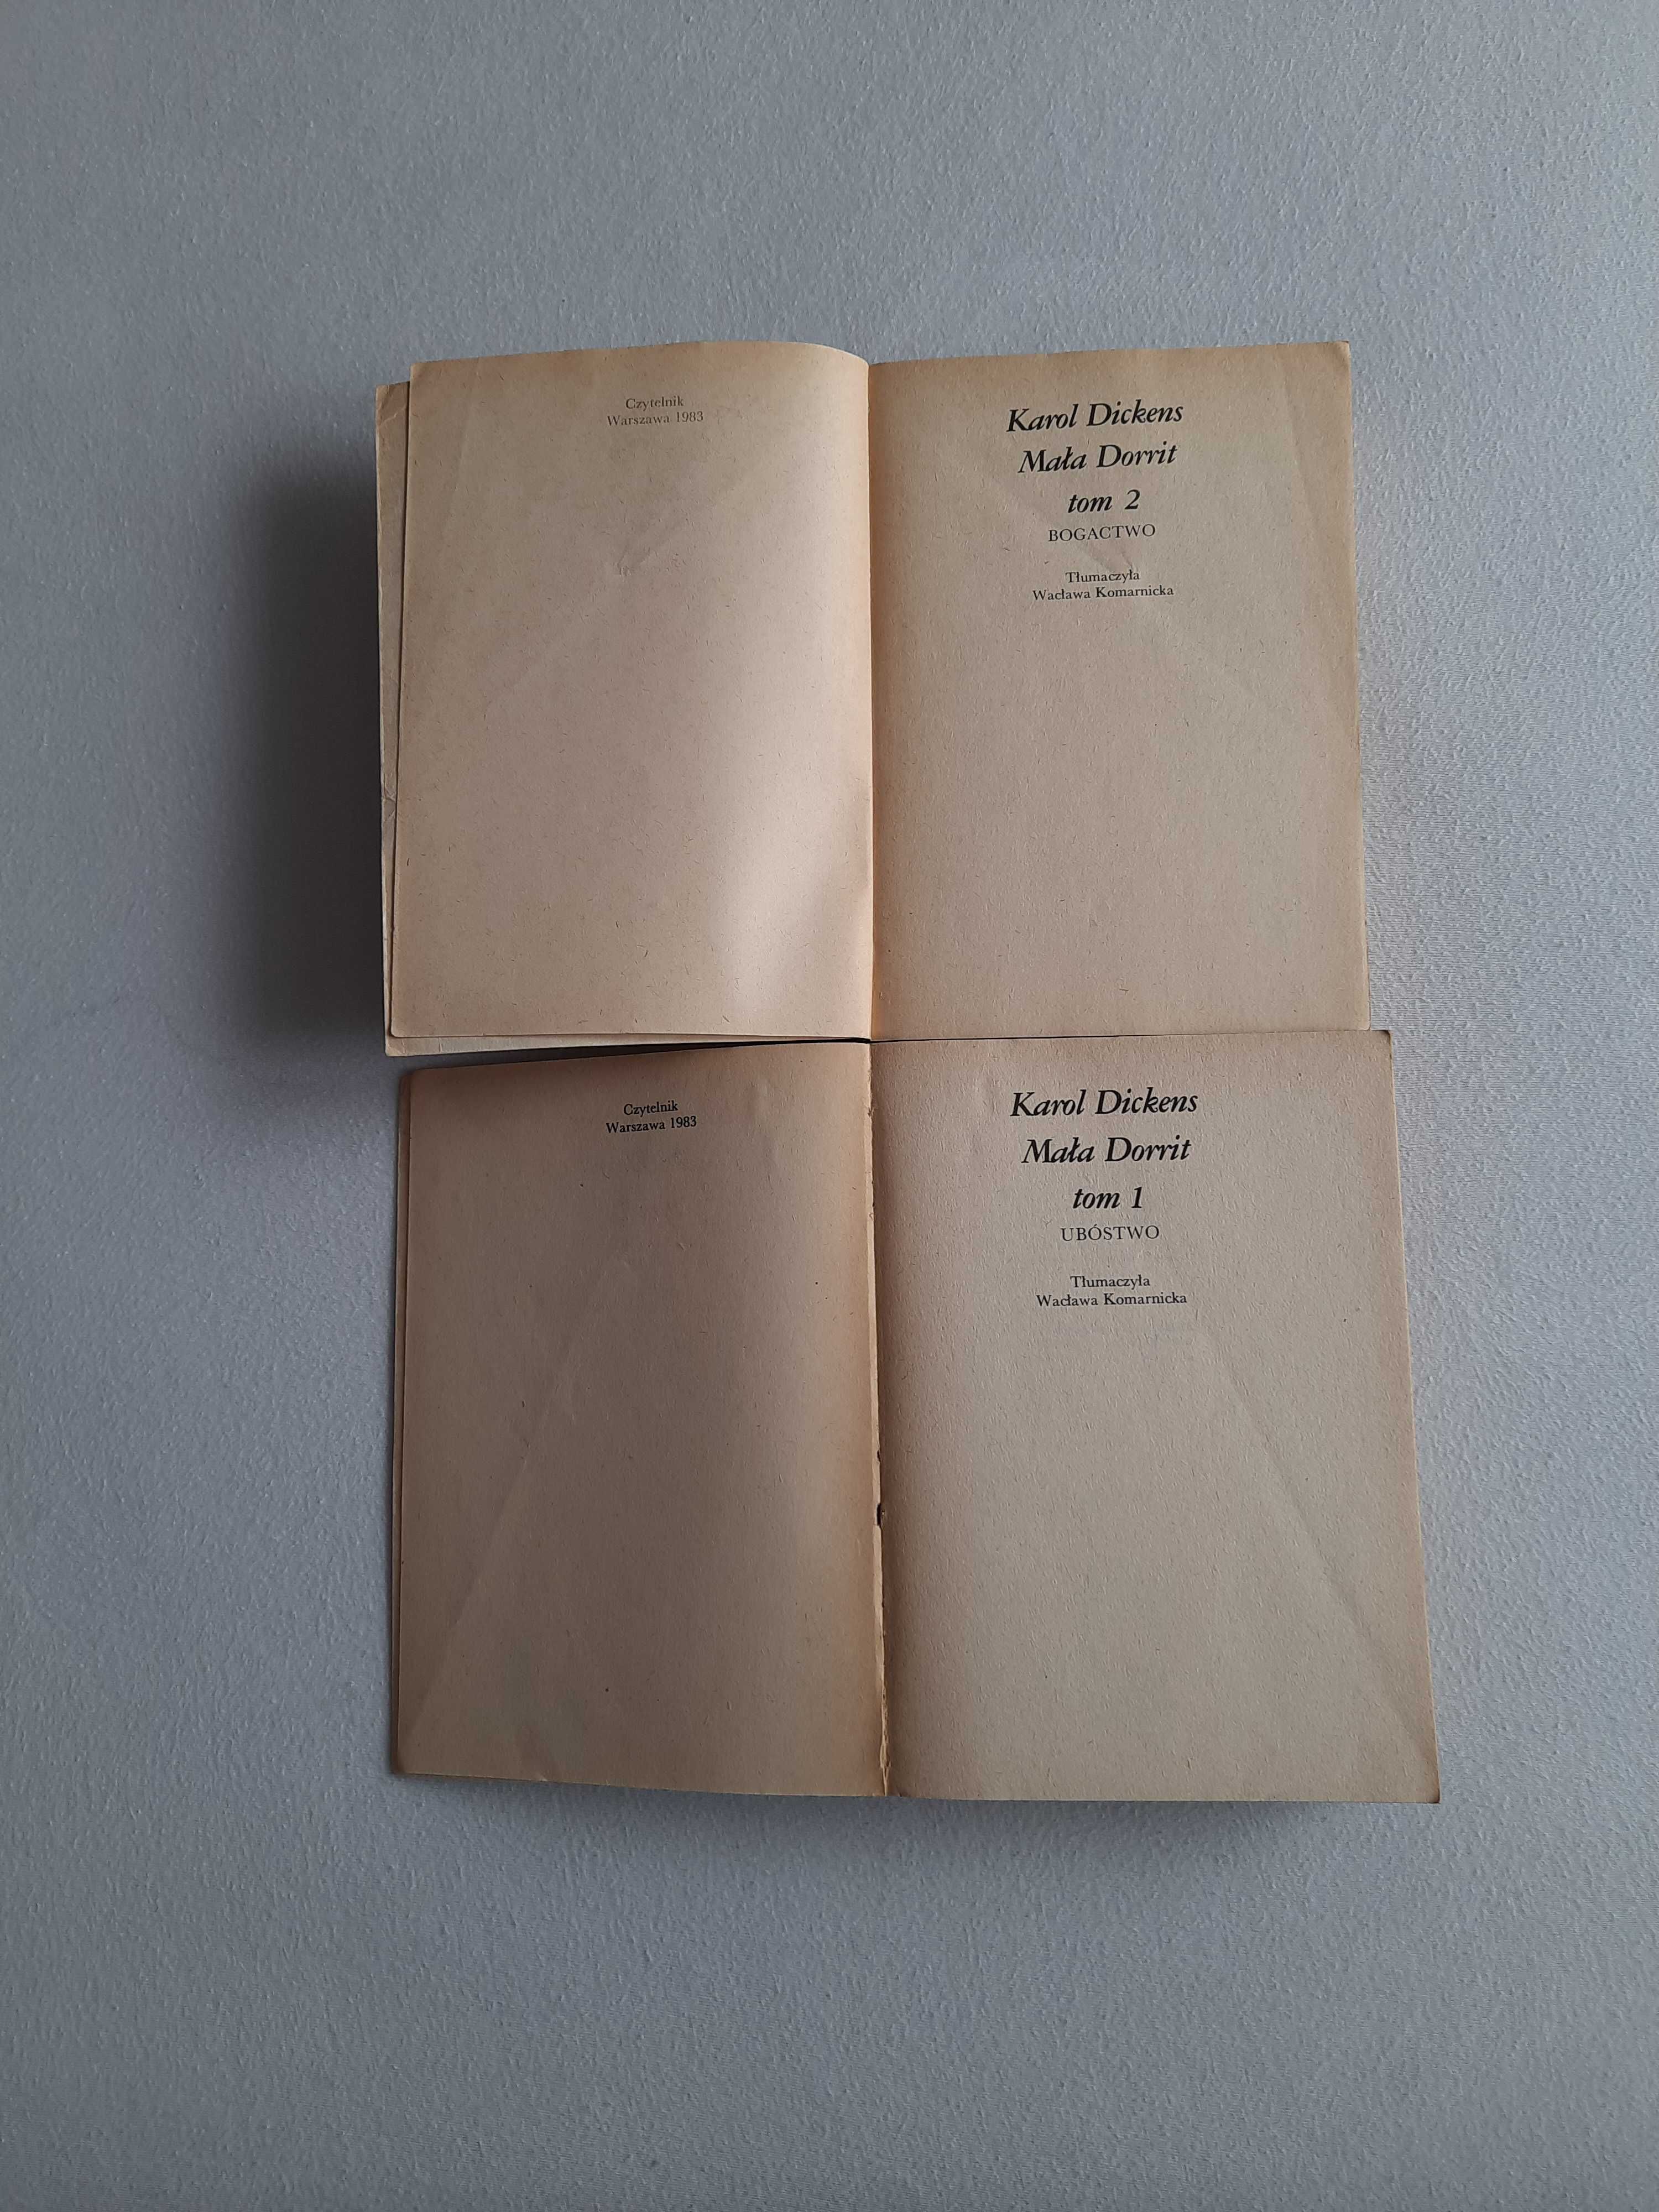 Czytelnik
Warszawa 1983
Karol Dickens
Mała Dorrit
tom 2
BOGACTWO
Tłumaczyła
Wacława Komarnicka
Czytelnik
Warszawa 1983
Karol Dickens
Mała Dorrit
tom 1
UBÓSTWO
Tłumaczyła
Wacława Komarnicka